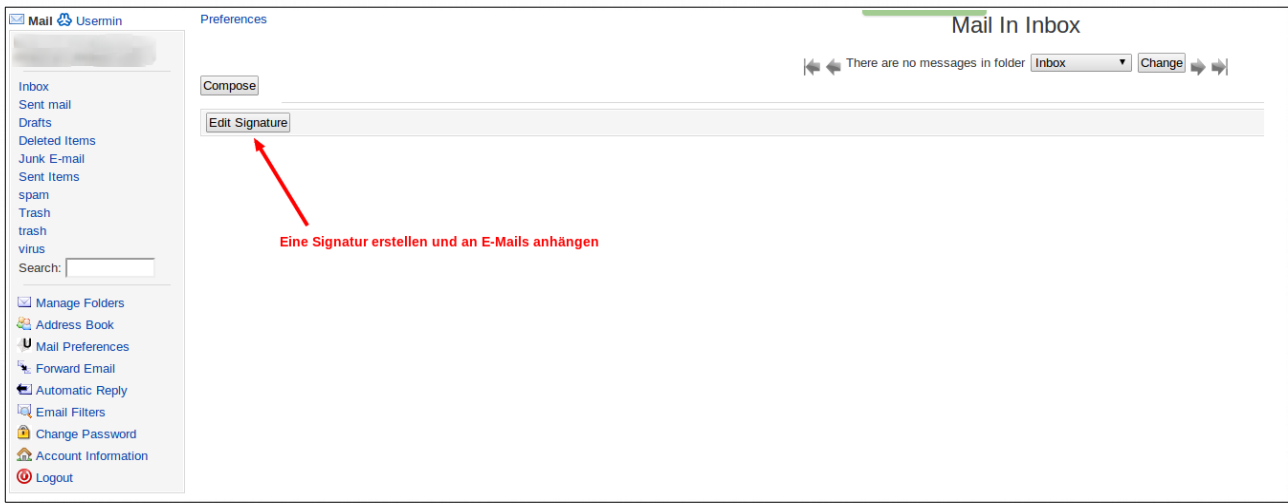 Mail Usermin
Inbox
Sent mail
Drafts
Deleted Items
Junk E-mail
Sent Items
spam
Trash
trash
virus
Search:
Manage Folders
Address Book
Mail Preferences
Forward Email
Automatic Reply
Email Filters
Change Password
Account Information
Logout
Preferences
Mail In Inbox
There are no messages in folder Inbox Change
Compose
Edit Signature
Eine Signatur erstellen und an E-Mails anhängen